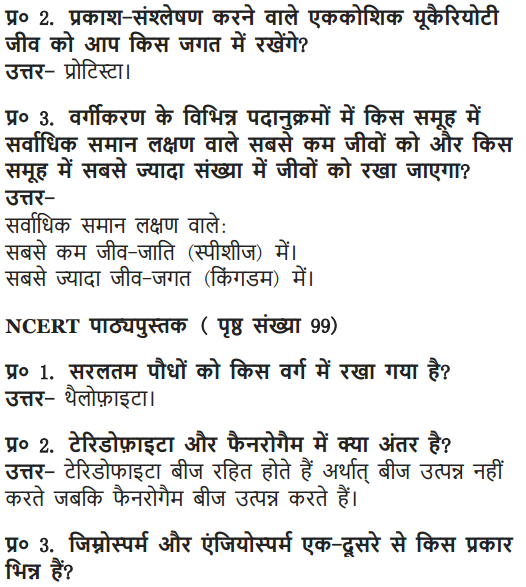 प्र० 2. प्रकाश-संश्लेषण करने वाले एककोशिक यूकैरियोटी
जीव को आप किस जगत में रखेंगे?
उत्तर- प्रोटिस्टा।
प्र० 3. वर्गीकरण के विभिन्न पदानुक्रमों में किस समूह में
सर्वाधिक समान लक्षण वाले सबसे कम जीवों को और किस
समूह में सबसे ज्यादा संख्या में जीवों को रखा जाएगा?
उत्तर-
सर्वाधिक समान लक्षण वाले:
सबसे कम जीव-जाति (स्पीशीज) में।
सबसे ज्यादा जीव-जगत (किंगडम) में।
NCERT पाठ्यपुस्तक ( पृष्ठ संख्या 99)
प्र० 1. सरलतम पौधों को किस वर्ग में रखा गया है?
उत्तर- थैलोफ़ाइटा।
प्र० 2. टेरिडोफ़ाइटा और फैनरोगैम में क्या अंतर है?
उत्तर- टेरिडोफाइटा बीज रहित होते हैं अर्थात् बीज उत्पन्न नहीं
करते जबकि फैनरोगैम बीज उत्पन्न करते हैं।
प्र० 3. जिम्नोस्पर्म और एंजियोस्पर्म एक-दूसरे से किस प्रकार
भिन्न हैं?